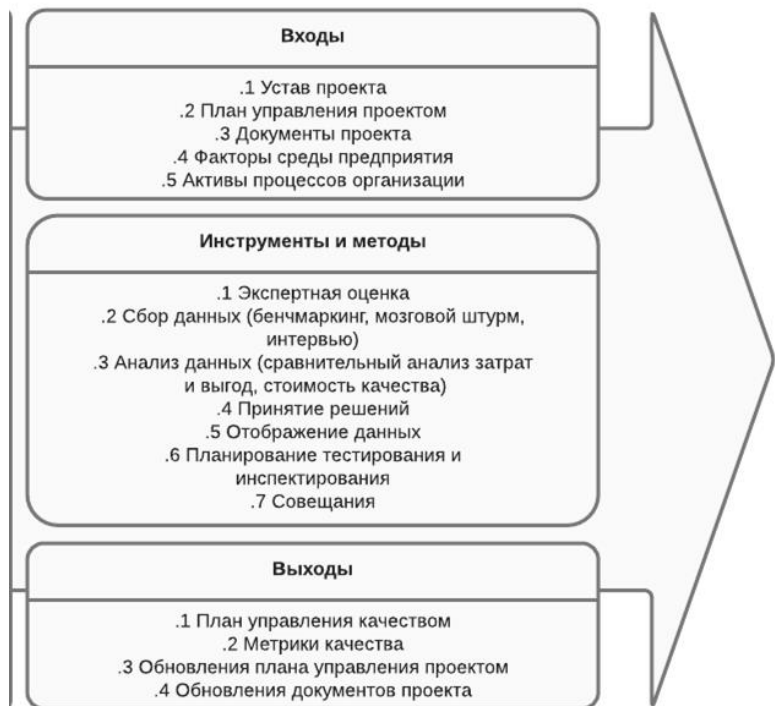 Входы
.1 Устав проекта
.2 План управления проектом
.3 Документы проекта
.4 Факторы среды предприятия
.5 Активы процессов организации
Инструменты и методы
.1 Экспертная оценка
.2 Сбор данных (бенчмаркинг, мозговой штурм,
интервью)
.3 Анализ данных (сравнительный анализ затрат
и выгод, стоимость качества)
.4 Принятие решений
.5 Отображение данных
.6 Планирование тестирования и
инспектирования
.7 Совещания
Выходы
.1 План управления качеством
.2 Метрики качества
.3 Обновления плана управления проектом
.4 Обновления документов проекта